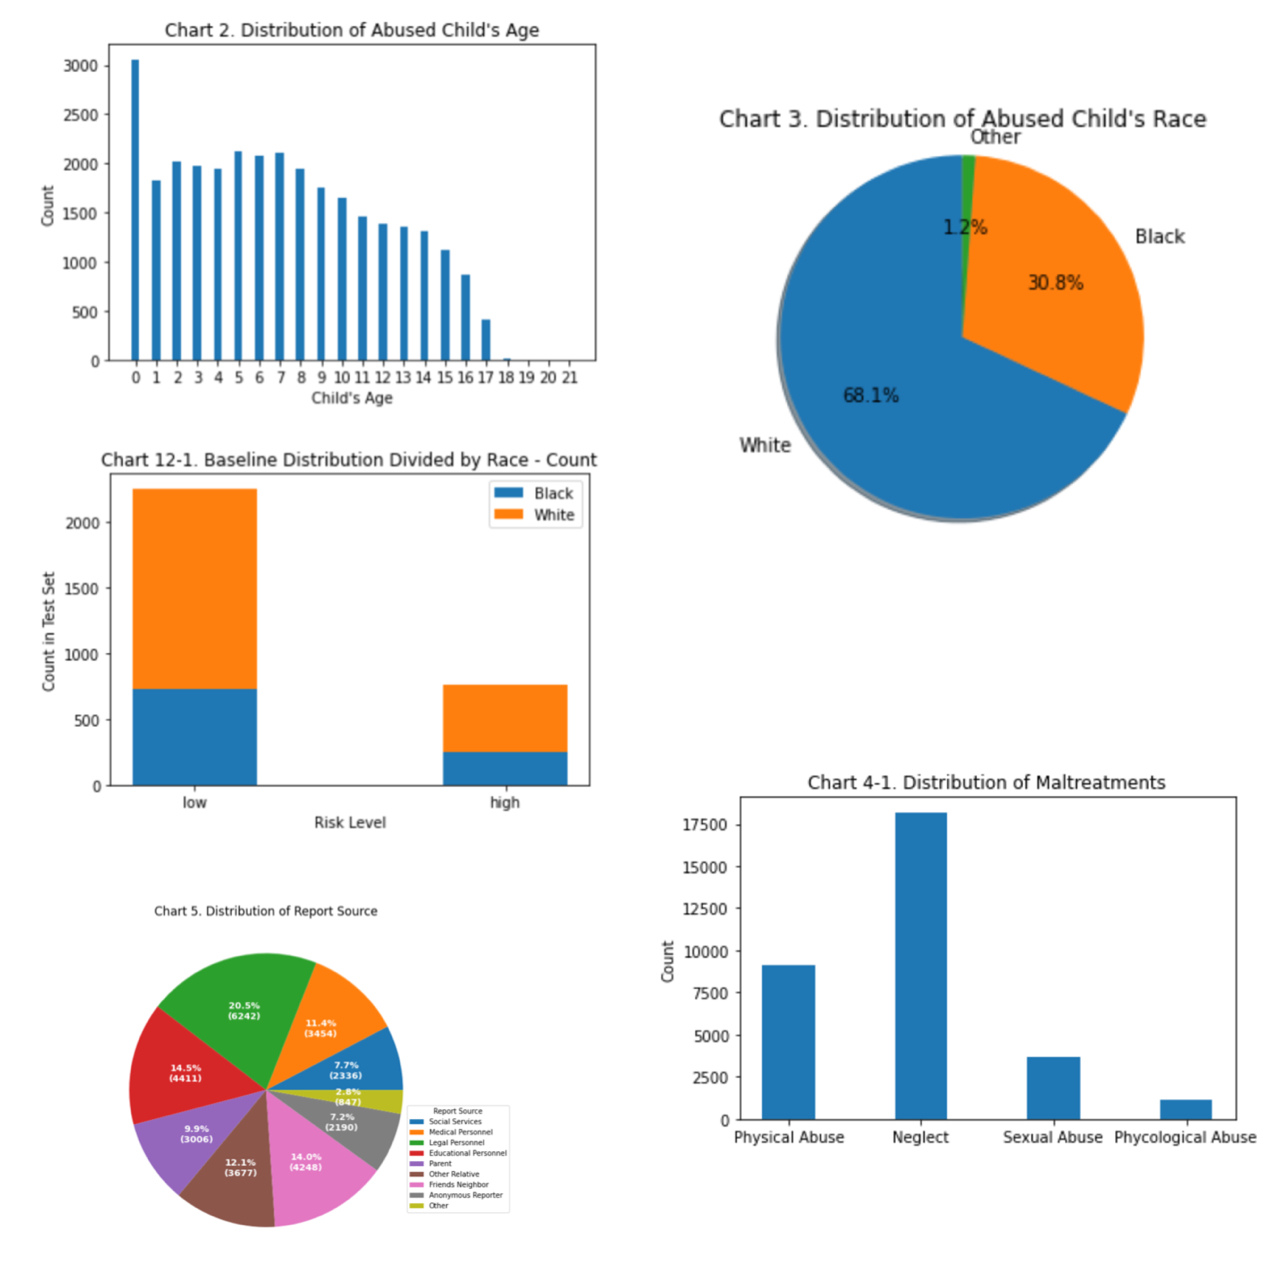 Chart 2. Distribution of Abused Child's Age
3000
2500
2000
1500
1000
500
0
Count
0 1 2 3 4 5 6 7 8 9 10 11 12 13 14 15 16 17 18 19 20 21
Child's Age
Chart 3. Distribution of Abused Child's Race
Other
1.2%
Black
30.8%
68.1%
White
Chart 12-1. Baseline Distribution Divided by Race - Count
Black
White
2000
1500
1000
500
0
Count in Test Set
low high
Risk Level
Chart 4-1. Distribution of Maltreatments
17500
15000
12500
10000
7500
5000
2500
0
Count
Physical Abuse Neglect Sexual Abuse Phycological Abuse
Chart 5. Distribution of Report Source
20.5%
(6242)
11.4%
(3454)
7.7%
(2336)
14.5%
(4411)
2.8%
(847)
7.2%
(2190)
9.9%
(3006)
12.1%
(3677)
14.0%
(4248)
Report Source
Social Services
Medical Personnel
Legal Personnel
Educational Personnel
Parent
Other Relative
Friends Neighbor
Anonymous Reporter
Other